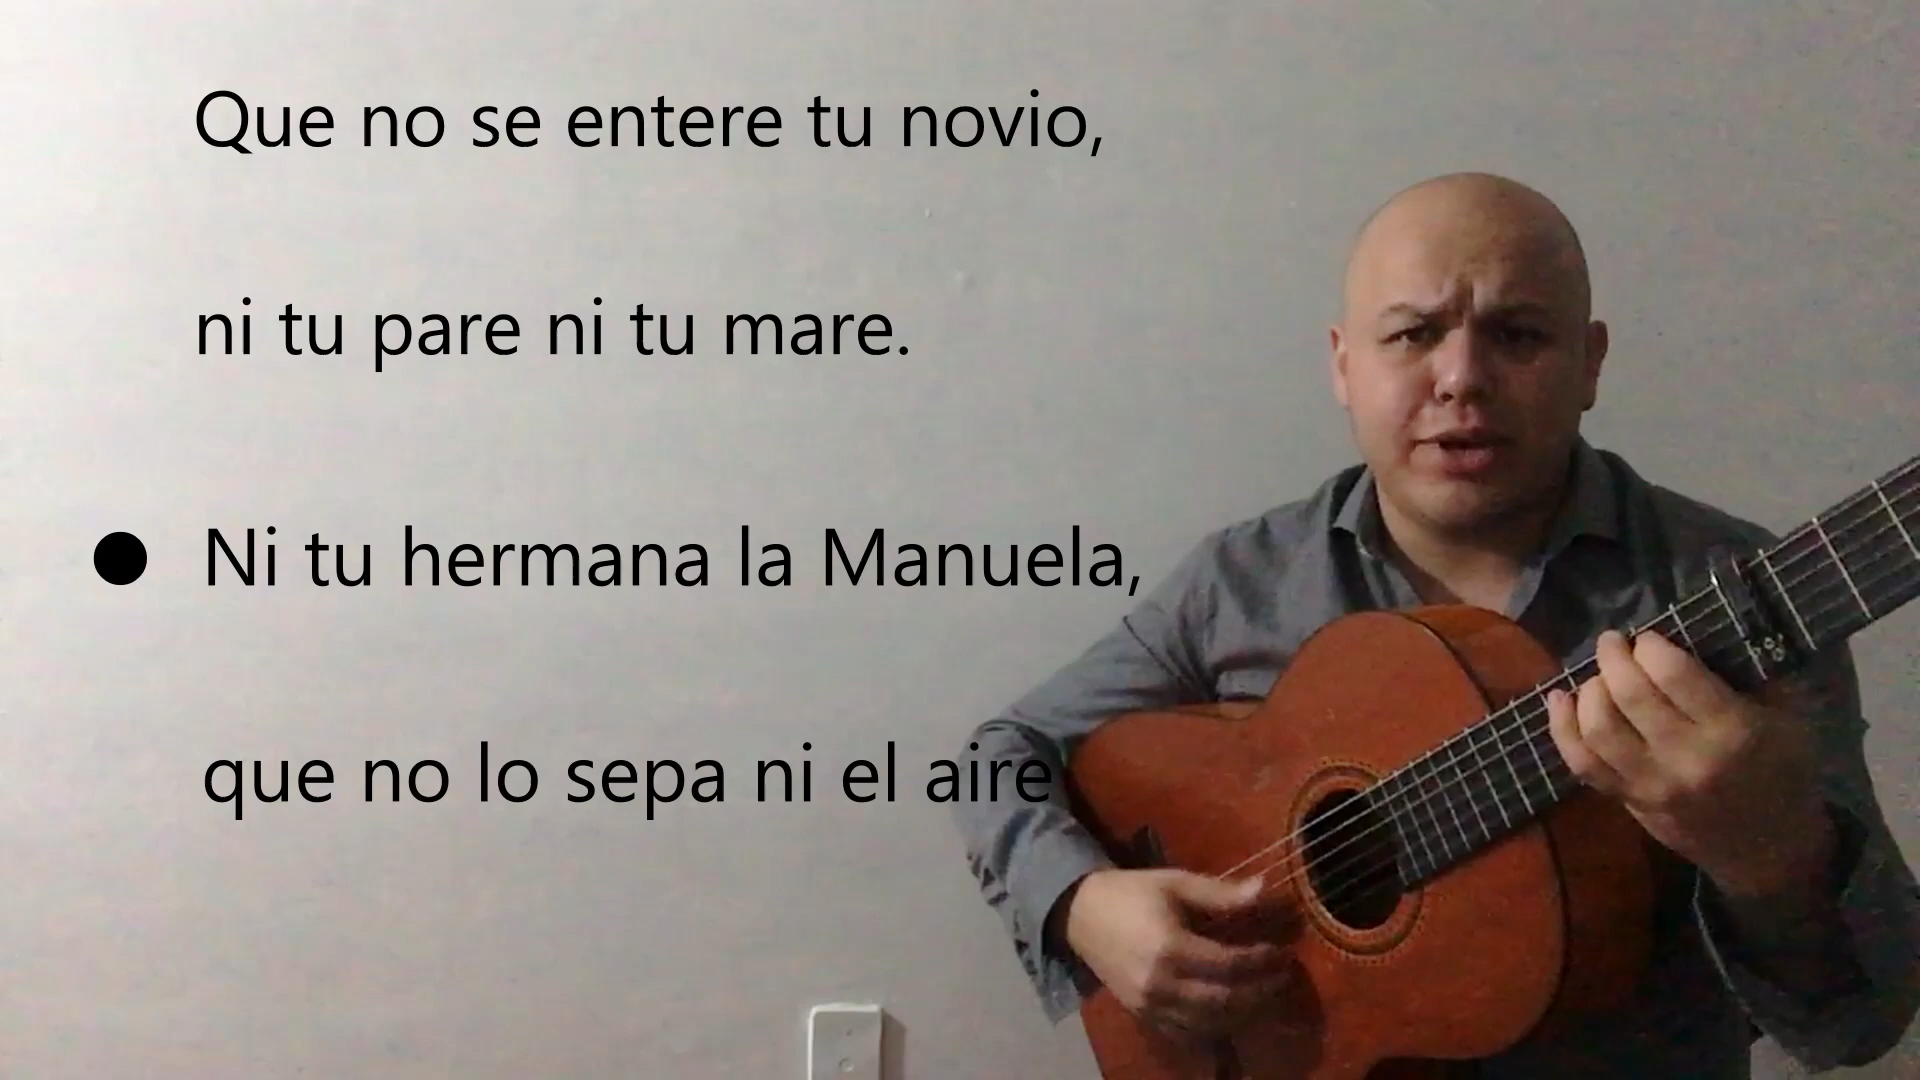 Que no se entere tu novio,
ni tu pare ni tu mare.
● Ni tu hermana la Manuela,
que no lo sepa ni el aire